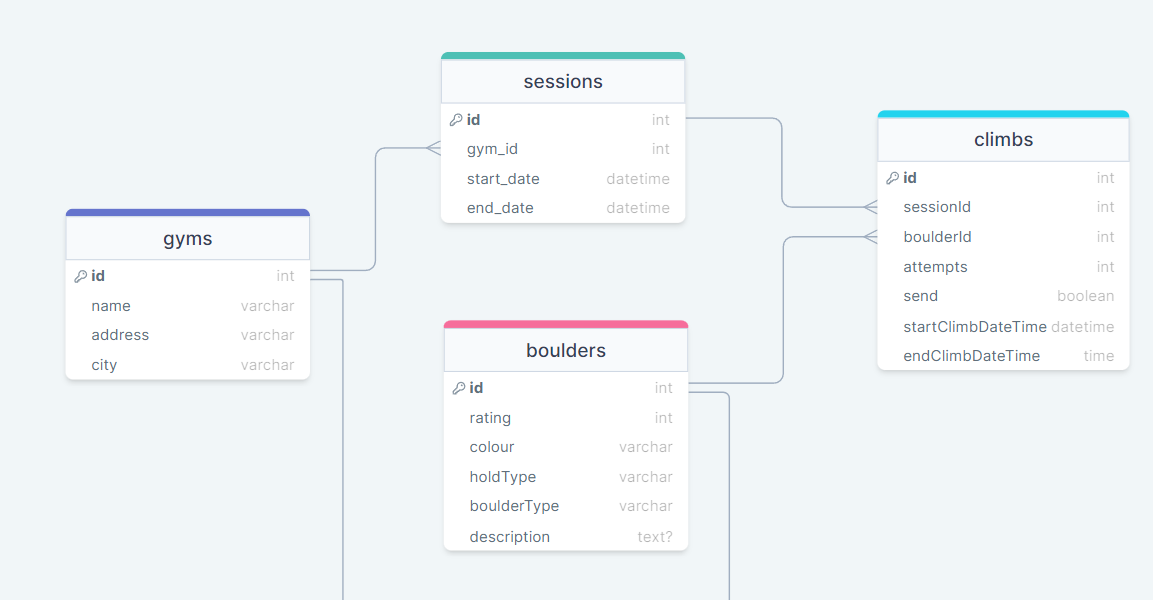 sessions
id int
gym_id int
start_date datetime
end_date datetime
climbs
id int
sessionId int
boulderId int
attempts int
send boolean
startClimbDateTime datetime
endClimbDateTime time
gyms
id int
name varchar
address varchar
city varchar
boulders
id int
rating int
colour varchar
holdType varchar
boulderType varchar
description text?